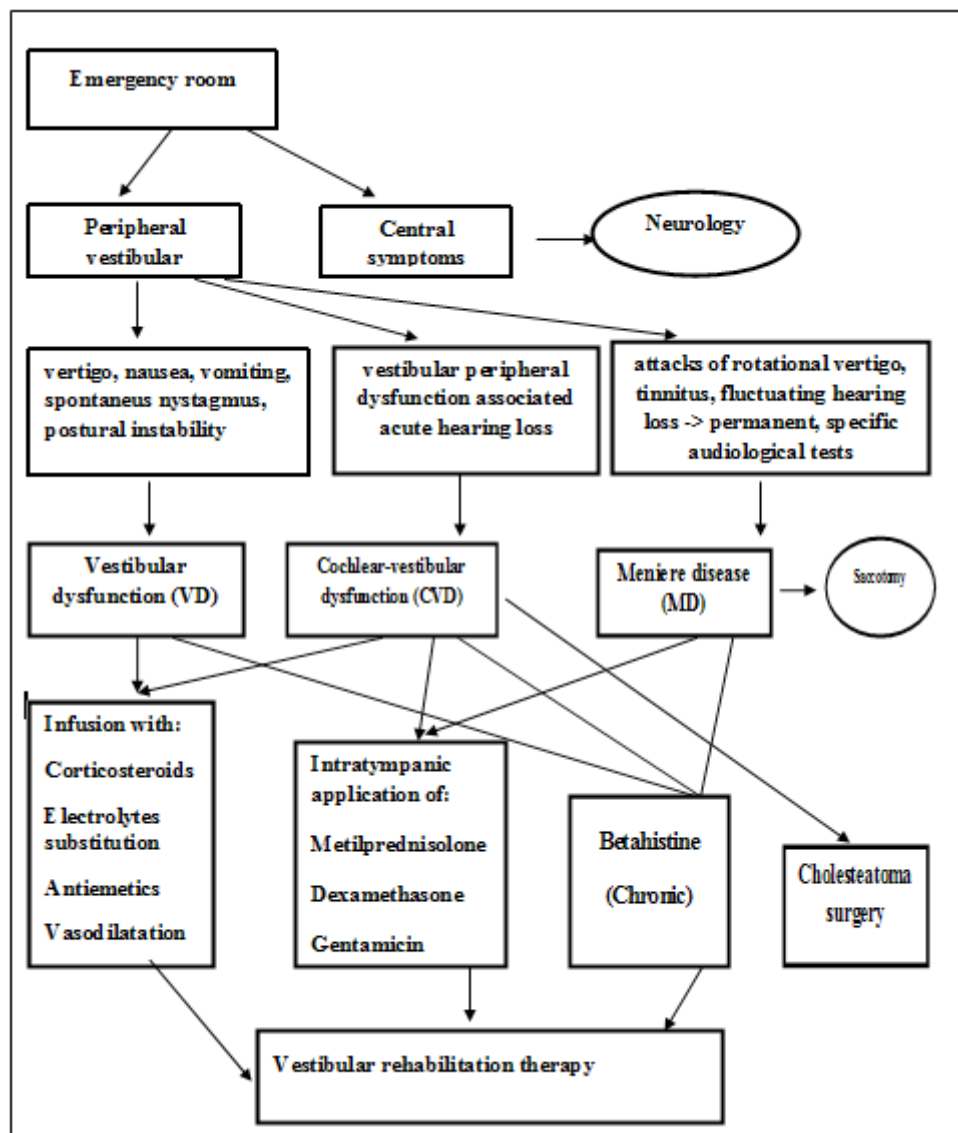 Emergency room
Peripheral
vestibular
Central
symptoms
Neurology
vertigo, nausea, vomiting,
spontaneus nystagmus,
postural instability
vestibular peripheral
dysfunction associated
acute hearing loss
attacks of rotational vertigo,
tinnitus, fluctuating hearing
loss -> permanent, specific
audiological tests
Vestibular
dysfunction (VD)
Cochlear-vestibular
dysfunction (CVD)
Meniere disease
(MD)
Saccotomy
Infusion with:
Corticosteroids
Electrolytes
substitution
Antiemetics
Vasodilatation
Intratympanic
application of:
Metilprednisolone
Dexamethasone
Gentamicin
Betahistine
(Chronic)
Cholesteatoma
surgery
Vestibular rehabilitation therapy